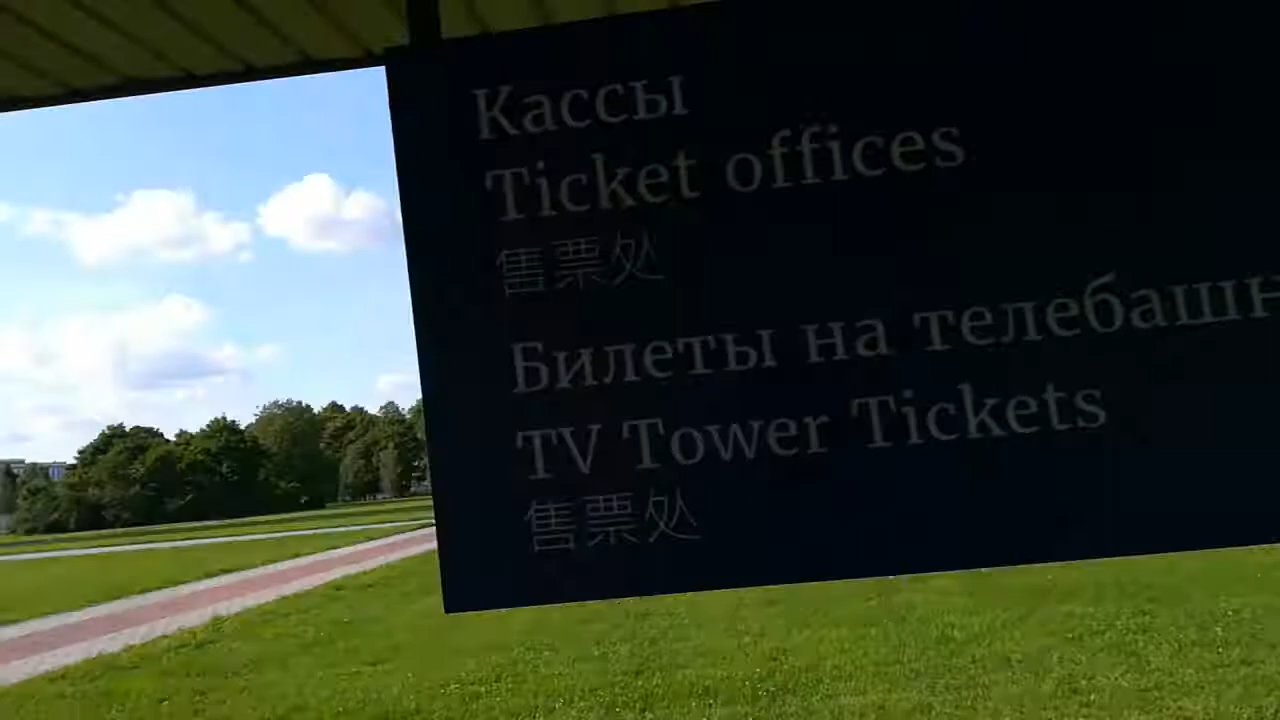 Кассы
Ticket offices
售票处
Билеты на телебашн
TV Tower Tickets
售票处